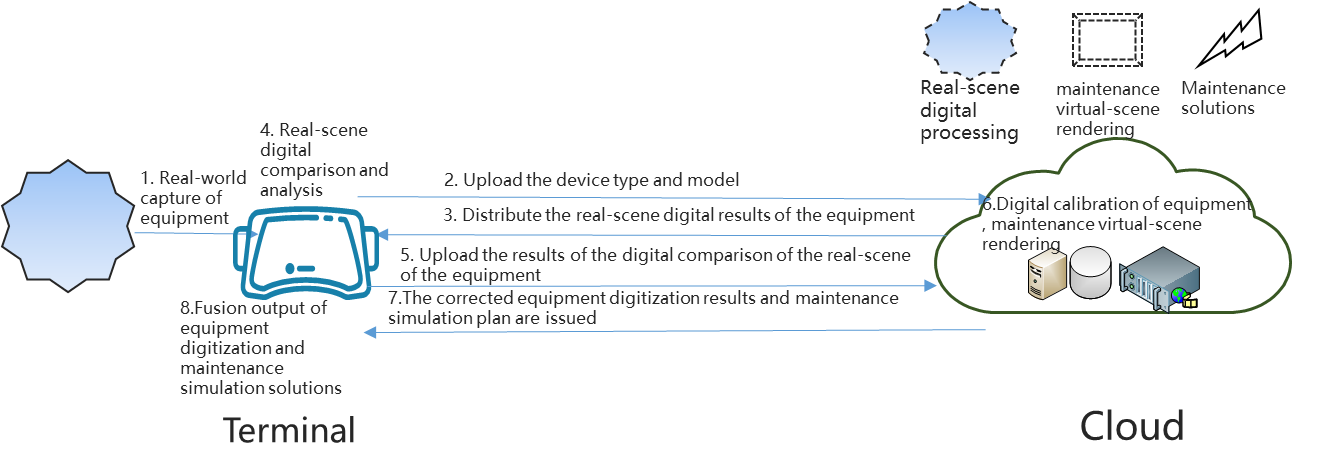 Real-scene
digital
processing
maintenance
virtual-scene
rendering
Maintenance
solutions
1. Real-world
capture of
equipment
4. Real-scene
digital
comparison and
analysis
2. Upload the device type and model
3. Distribute the real-scene digital results of the equipment
5. Upload the results of the digital comparison of the real-scene
of the equipment
6.Digital calibration of equipment
, maintenance virtual-scene
rendering
7.The corrected equipment digitization results and maintenance
simulation plan are issued
8.Fusion output of
equipment
digitization and
maintenance
simulation solutions
Terminal
Cloud